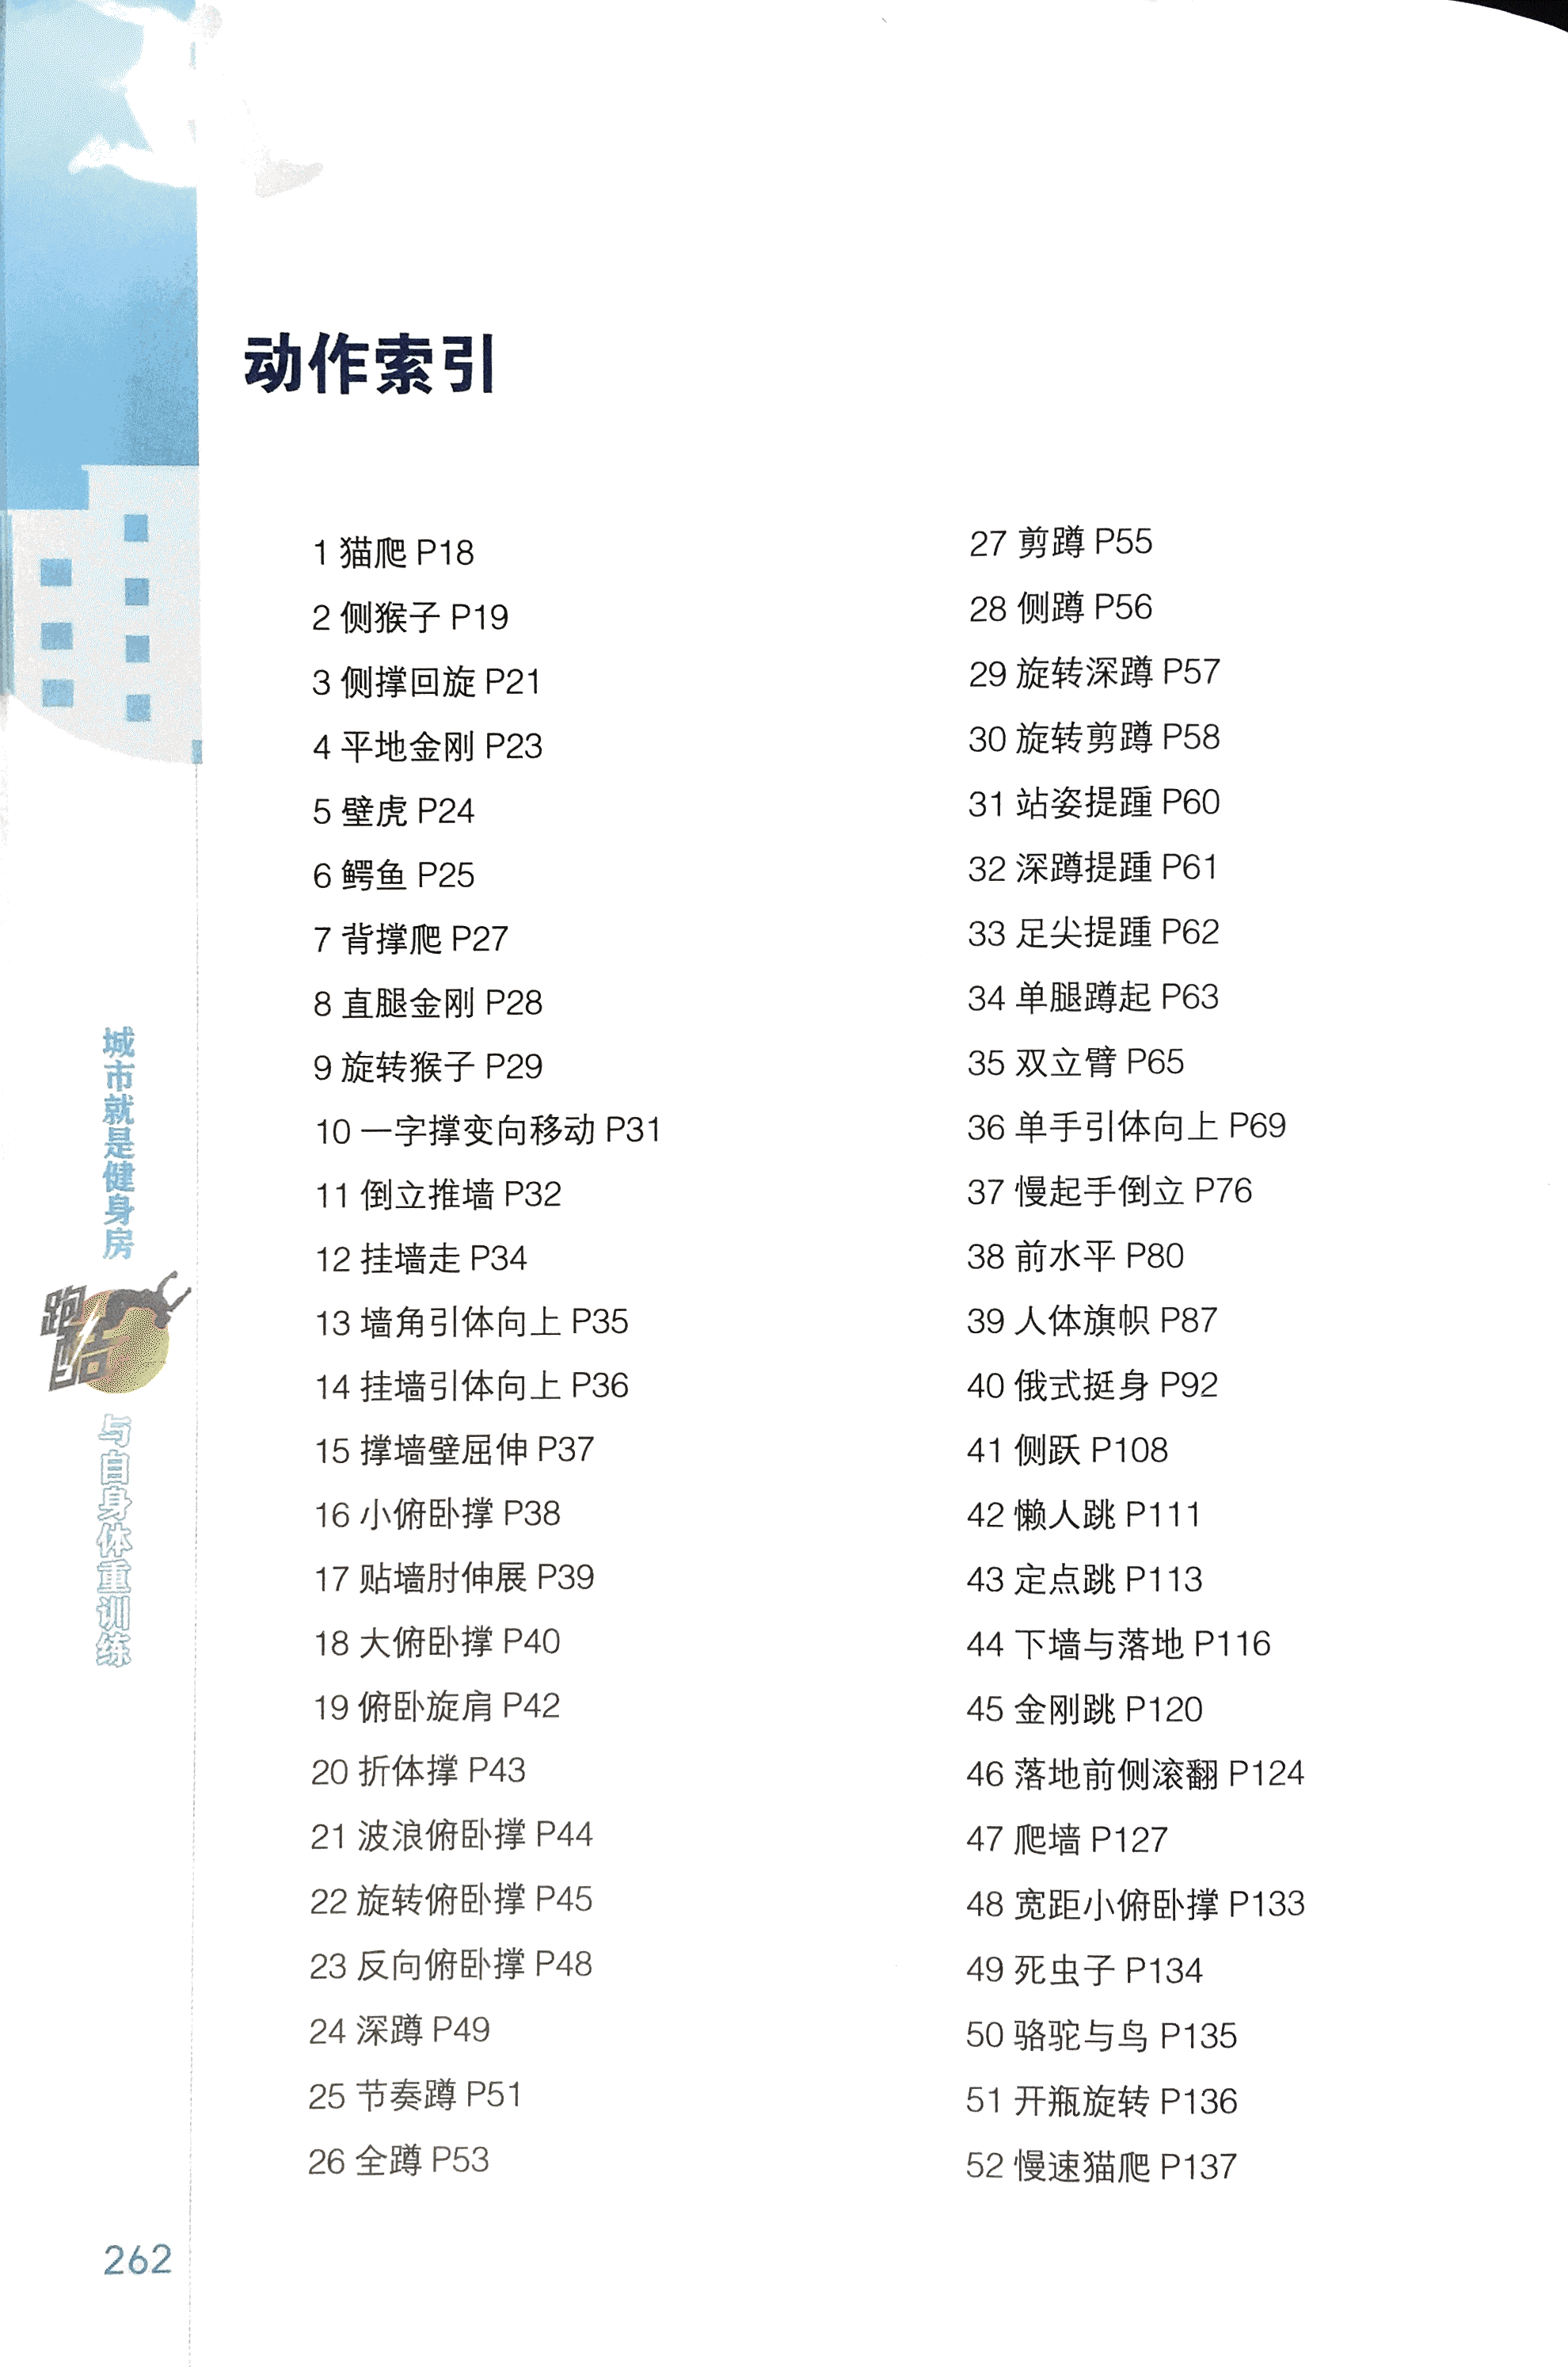 动作索引
1 猫爬 P18
2 侧猴子 P19
3 侧撑回旋 P21
4 平地金刚 P23
5 壁虎 P24
6 鳄鱼 P25
7 背撑爬 P27
8 直腿金刚 P28
9 旋转猴子 P29
10 一字撑变向移动 P31
11 倒立推墙 P32
12 挂墙走 P34
13 墙角引体向上 P35
14 挂墙引体向上 P36
15 撑墙壁屈伸 P37
16 小俯卧撑 P38
17 贴墙肘伸展 P39
18 大俯卧撑 P40
19 俯卧旋肩 P42
20 折体撑 P43
21 波浪俯卧撑 P44
22 旋转俯卧撑 P45
23 反向俯卧撑 P48
24 深蹲 P49
25 节奏蹲 P51
26 全蹲 P53
27 剪蹲 P55
28 侧蹲 P56
29 旋转深蹲 P57
30 旋转剪蹲 P58
31 站姿提踵 P60
32 深蹲提踵 P61
33 足尖提踵 P62
34 单腿蹲起 P63
35 双立臂 P65
36 单手引体向上 P69
37 慢起手倒立 P76
38 前水平 P80
39 人体旗帜 P87
40 俄式挺身 P92
41 侧跃 P108
42 懒人跳 P111
43 定点跳 P113
44 下墙与落地 P116
45 金刚跳 P120
46 落地前侧滚翻 P124
47 爬墙 P127
48 宽距小俯卧撑 P133
49 死虫子 P134
50 骆驼与鸟 P135
51 开瓶旋转 P136
52 慢速猫爬 P137
城市就是健身房
跑酷
与自身体重训练
262